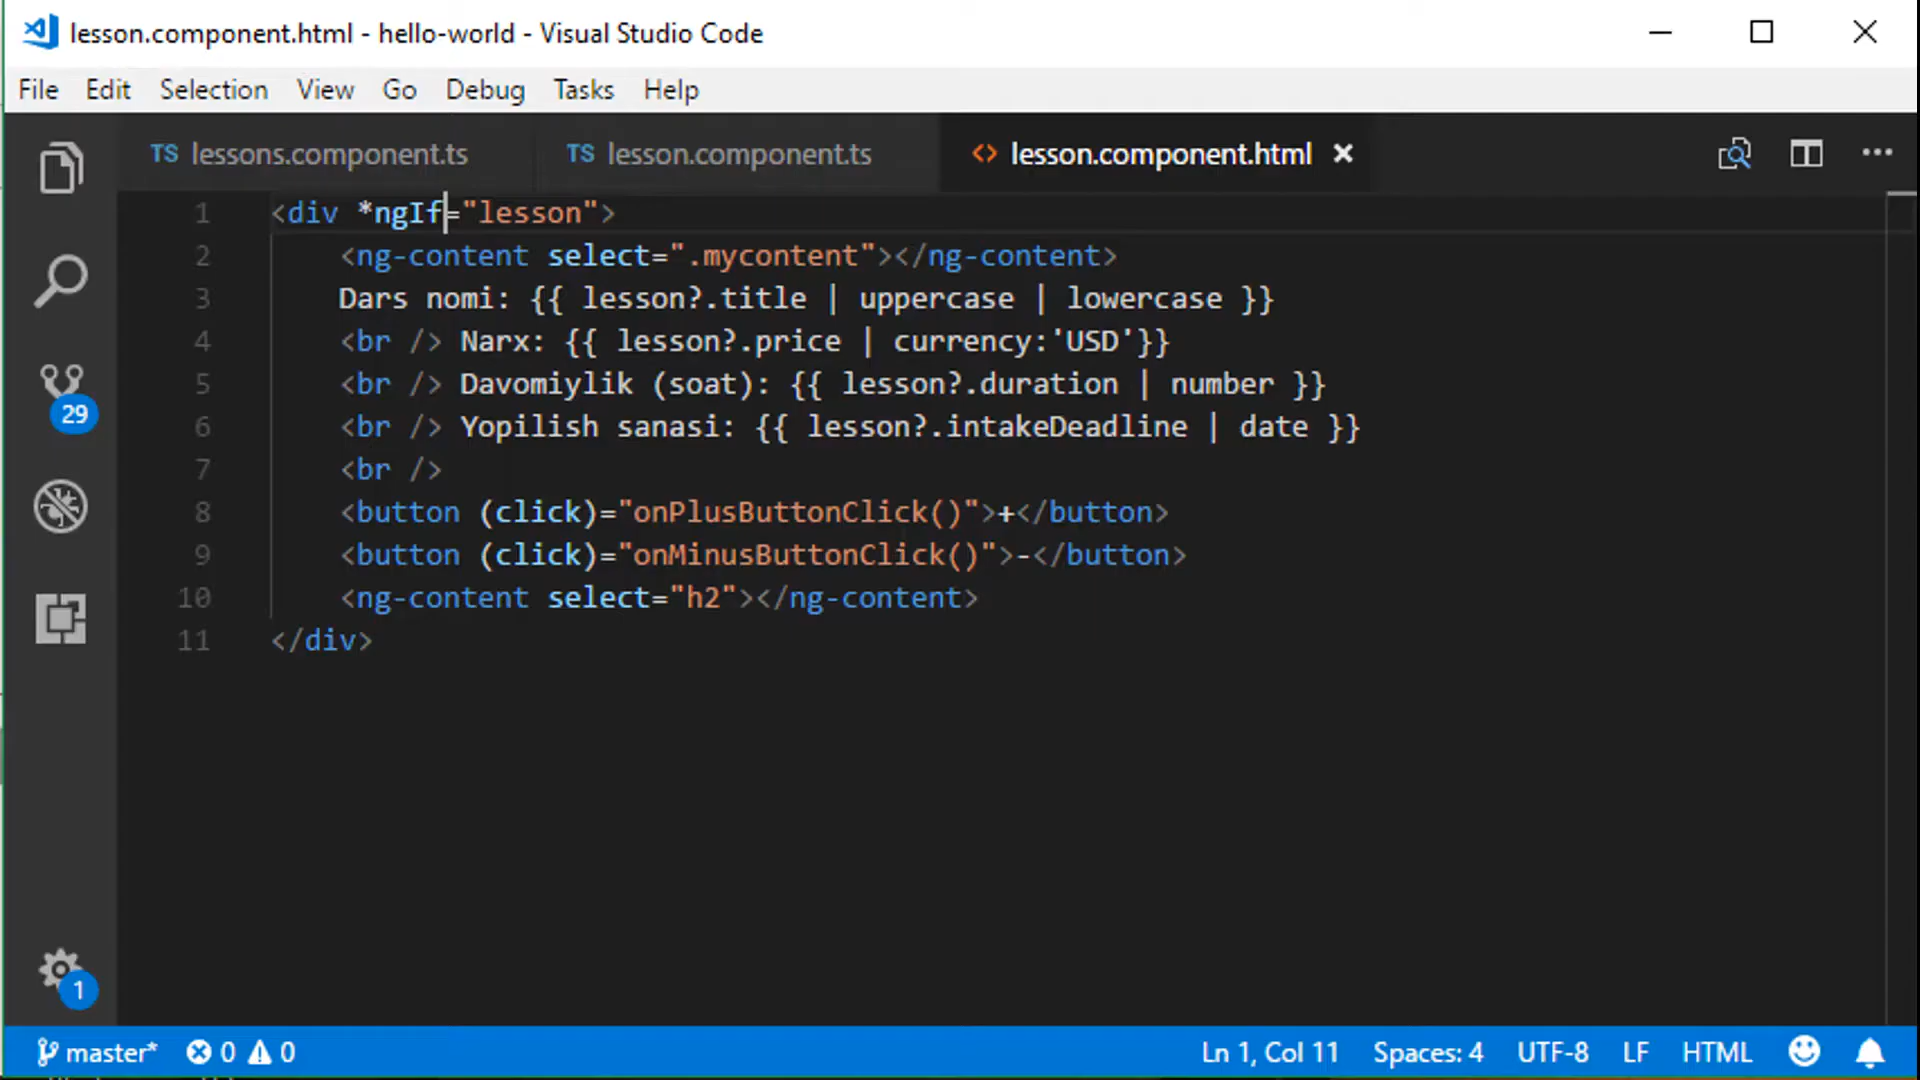 lesson.component.html - hello-world - Visual Studio Code
File Edit Selection View Go Debug Tasks Help
TS lessons.component.ts TS lesson.component.ts <> lesson.component.html ×
1 <div *ngIf="lesson">
2 <ng-content select=".mycontent"></ng-content>
3 Dars nomi: {{ lesson?.title | uppercase | lowercase }}
4 <br /> Narx: {{ lesson?.price | currency:'USD'}}
5 <br /> Davomiylik (soat): {{ lesson?.duration | number }}
6 <br /> Yopilish sanasi: {{ lesson?.intakeDeadline | date }}
7 <br />
8 <button (click)="onPlusButtonClick()">+</button>
9 <button (click)="onMinusButtonClick()">-</button>
10 <ng-content select="h2"></ng-content>
11 </div>
29
1
master* 0 0 Ln 1, Col 11 Spaces: 4 UTF-8 LF HTML